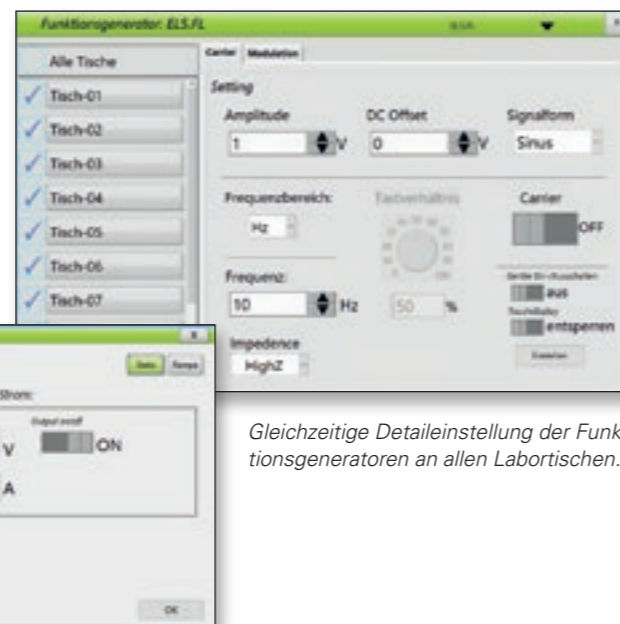 Funktionsgenerator: ELS.FL
x
Alle Tische
Tisch-01
Tisch-02
Tisch-03
Tisch-04
Tisch-05
Tisch-06
Tisch-07
Carrier Modulation
Setting
Amplitude DC Offset Signalform
1 V 0 V Sinus
Frequenzbereich: Tastverhältnis Carrier
Hz OFF
Frequenz: aus
10 Hz 50 % entsperren
Impedence
HighZ
x
Strom:
Output on/off
V ON
A
OK
Gleichzeitige Detaileinstellung der Funk-
tionsgeneratoren an allen Labortischen.